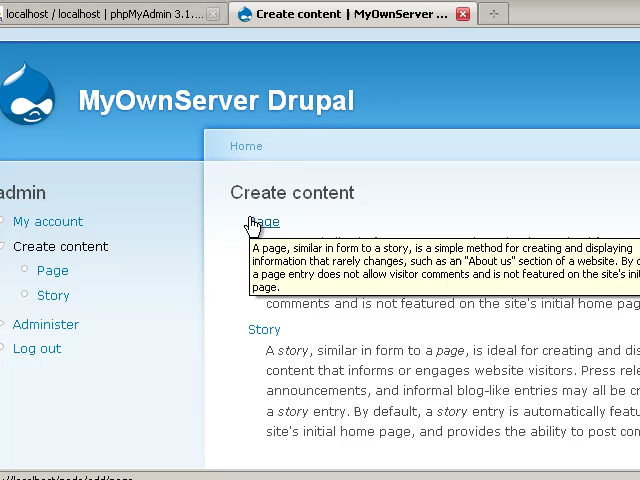 localhost / localhost | phpMyAdmin 3.1....
Create content | MyOwnServer ...
MyOwnServer Drupal
Home
admin
My account
Create content
Page
Story
Administer
Log out
Create content
Page
A page, similar in form to a story, is a simple method for creating and displaying
information that rarely changes, such as an "About us" section of a website. By
a page entry does not allow visitor comments and is not featured on the site's
page.
comments and is not featured on the site's initial home
Story
A story, similar in form to a page, is ideal for creating and
content that informs or engages website visitors. Press
announcements, and informal blog-like entries may all be
a story entry. By default, a story entry is automatically
site's initial home page, and provides the ability to post